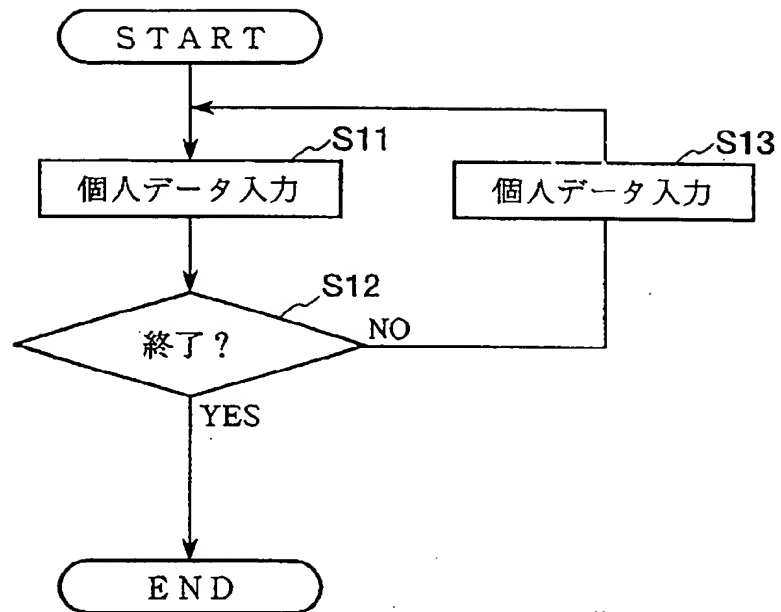 START
S11
個人データ入力
S13
個人データ入力
S12
終了?
NO
YES
END